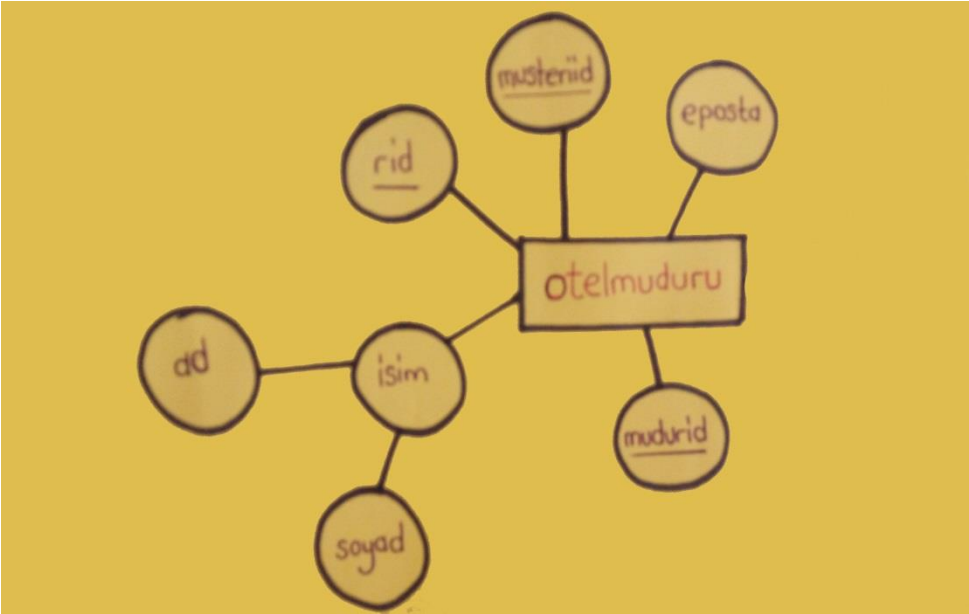 musteriid
eposta
rid
otelmuduru
ad
isim
mudurid
soyad